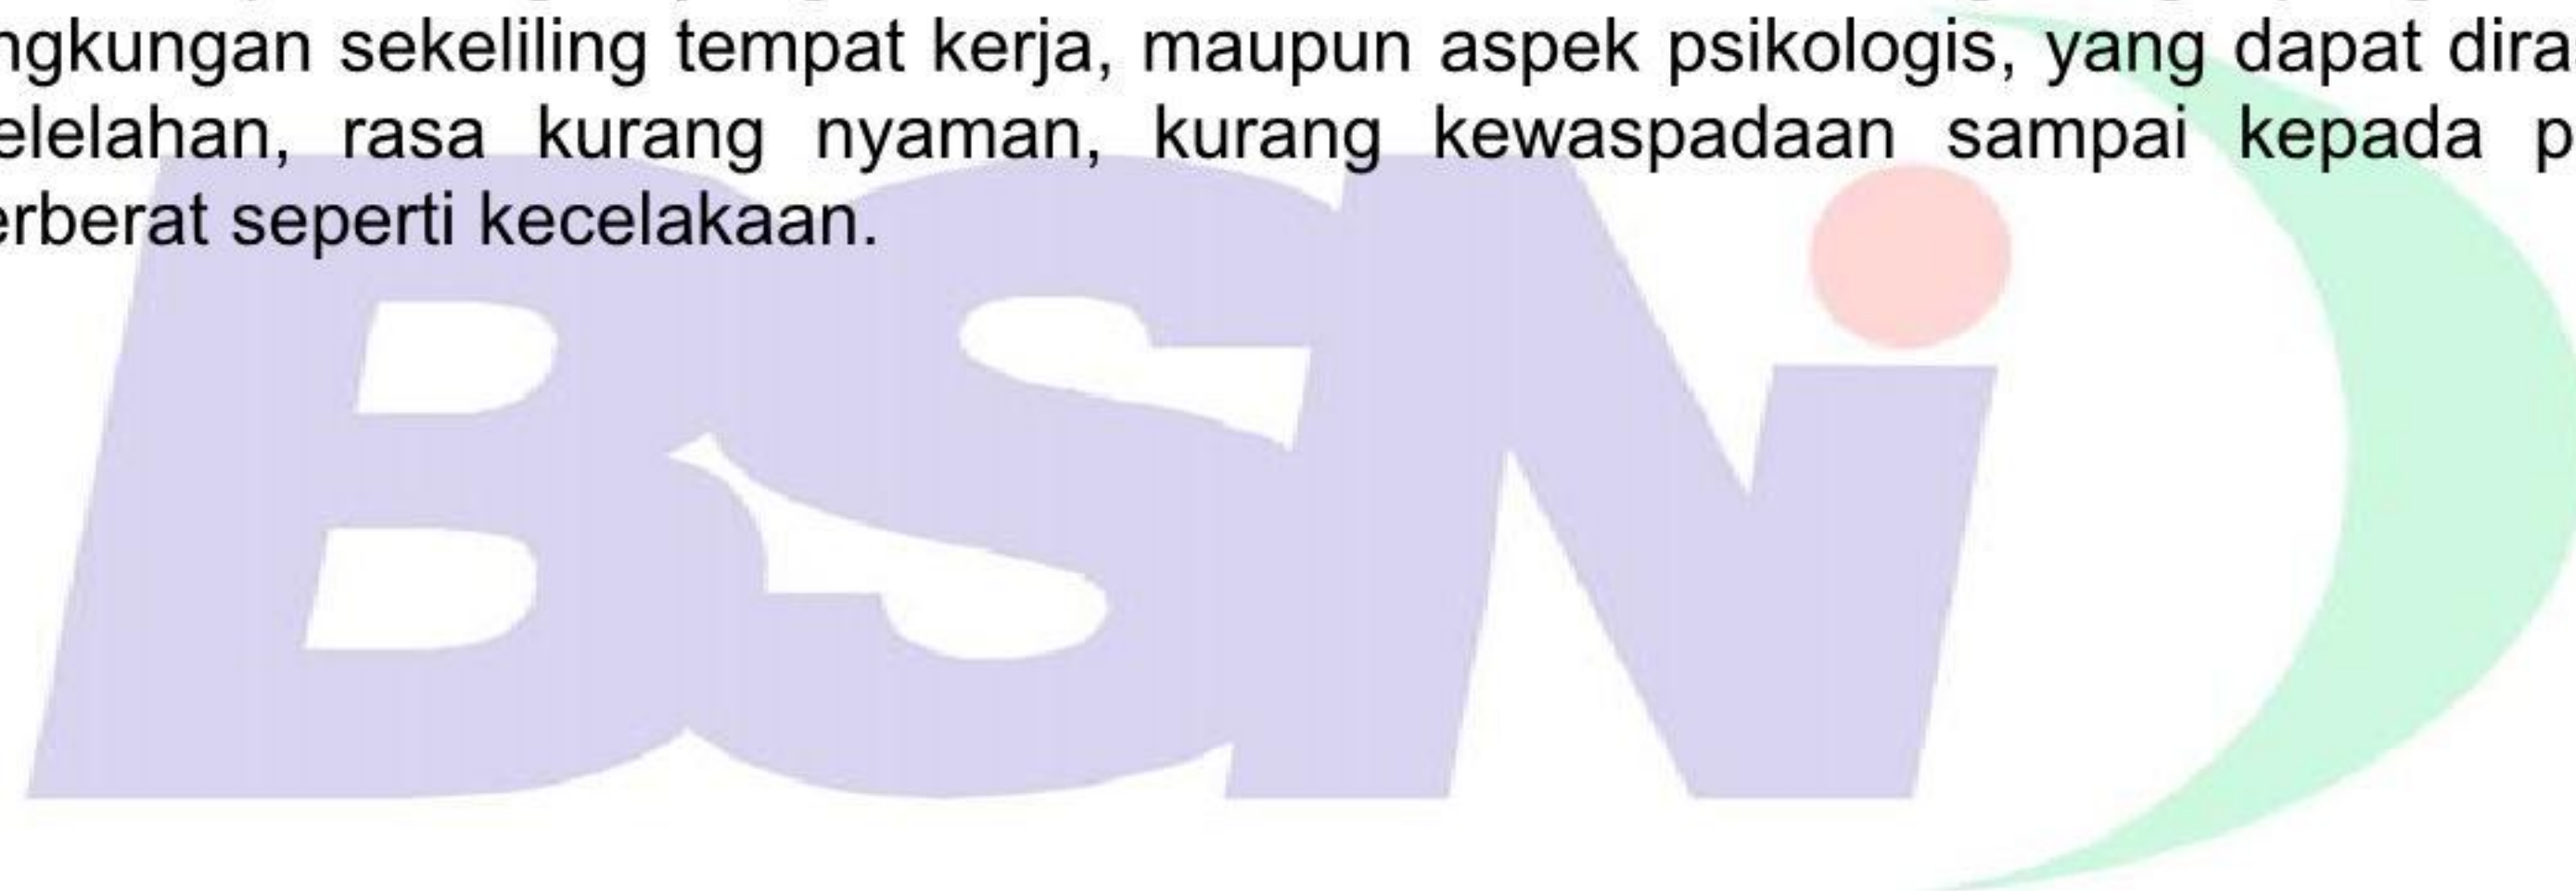 ngkungan sekeliling tempat kerja, maupun aspek psikologis, yang dapat dira
elelahan, rasa kurang nyaman, kurang kewaspadaan sampai kepada p
erberat seperti kecelakaan.
BSNi